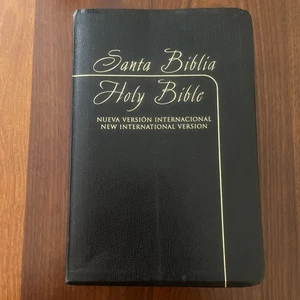 Santa Biblia
Holy Bible
NUEVA VERSIÓN INTERNACIONAL
NEW INTERNATIONAL VERSION